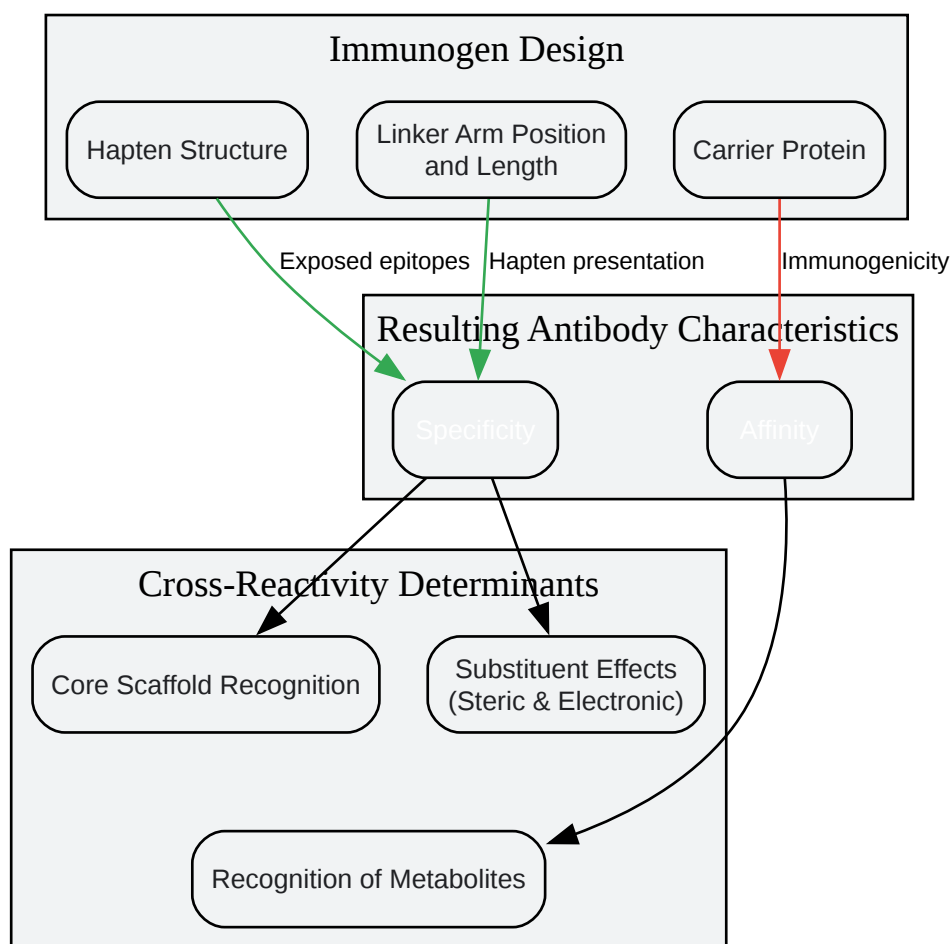 Immunogen Design
Hapten Structure
Linker Arm Position
and Length
Carrier Protein
Exposed epitopes
Hapten presentation
Immunogenicity
Resulting Antibody Characteristics
Specificity
Affinity
Cross-Reactivity Determinants
Core Scaffold Recognition
Substituent Effects
(Steric & Electronic)
Recognition of Metabolites